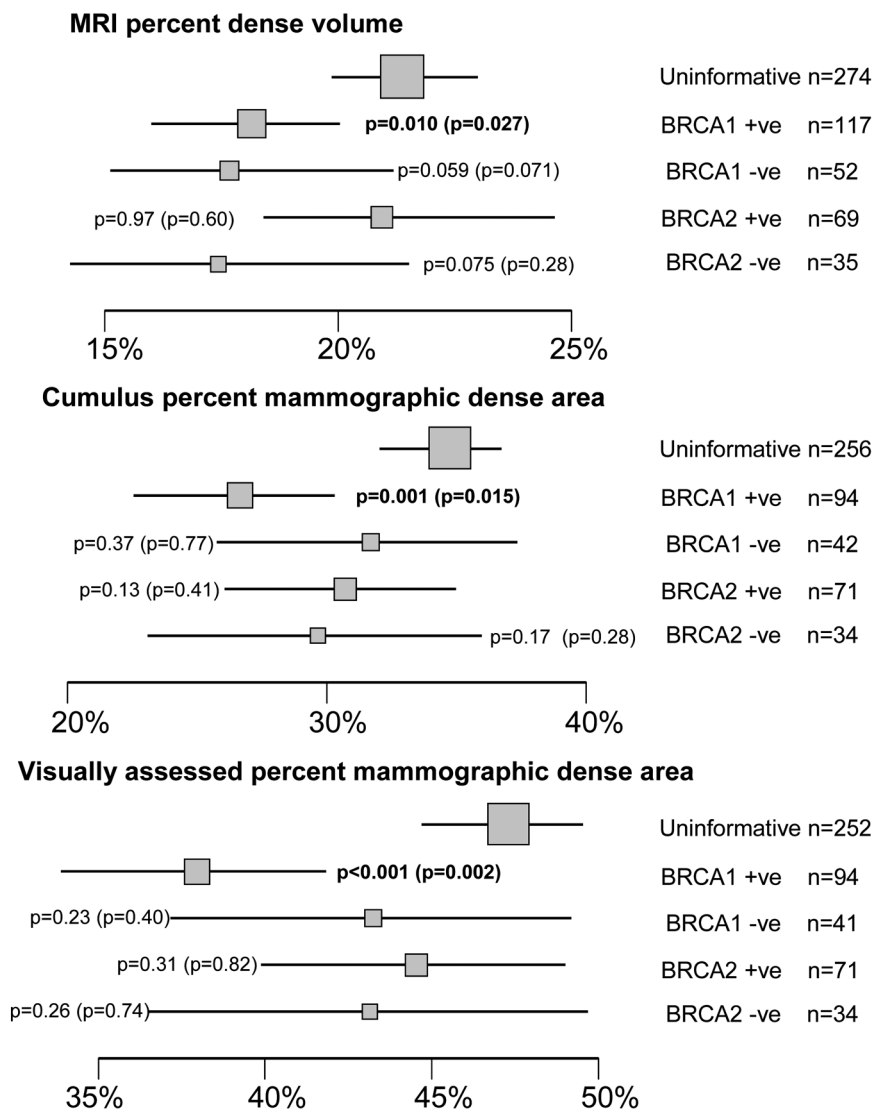 MRI percent dense volume
Uninformative n=274
p=0.010 (p=0.027) BRCA1 +ve n=117
p=0.059 (p=0.071) BRCA1 -ve n=52
p=0.97 (p=0.60) BRCA2 +ve n=69
p=0.075 (p=0.28) BRCA2 -ve n=35
15% 20% 25%
Cumulus percent mammographic dense area
Uninformative n=256
p=0.001 (p=0.015) BRCA1 +ve n=94
p=0.37 (p=0.77) BRCA1 -ve n=42
p=0.13 (p=0.41) BRCA2 +ve n=71
p=0.17 (p=0.28) BRCA2 -ve n=34
20% 30% 40%
Visually assessed percent mammographic dense area
Uninformative n=252
p<0.001 (p=0.002) BRCA1 +ve n=94
p=0.23 (p=0.40) BRCA1 -ve n=41
p=0.31 (p=0.82) BRCA2 +ve n=71
p=0.26 (p=0.74) BRCA2 -ve n=34
35% 40% 45% 50%